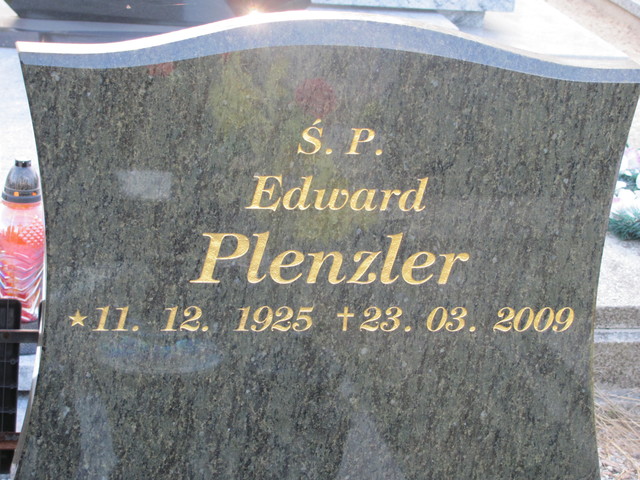 Ś. P.
Edward
Plenzler
★11. 12. 1925 ✝23. 03. 2009